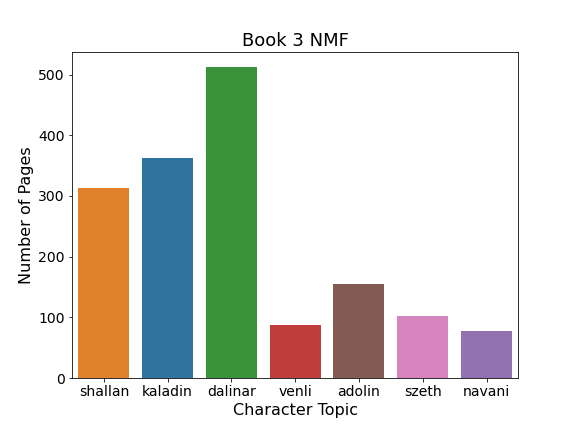 Book 3 NMF
Number of Pages
500
400
300
200
100
0
shallan kaladin dalinar venli adolin szeth navani
Character Topic